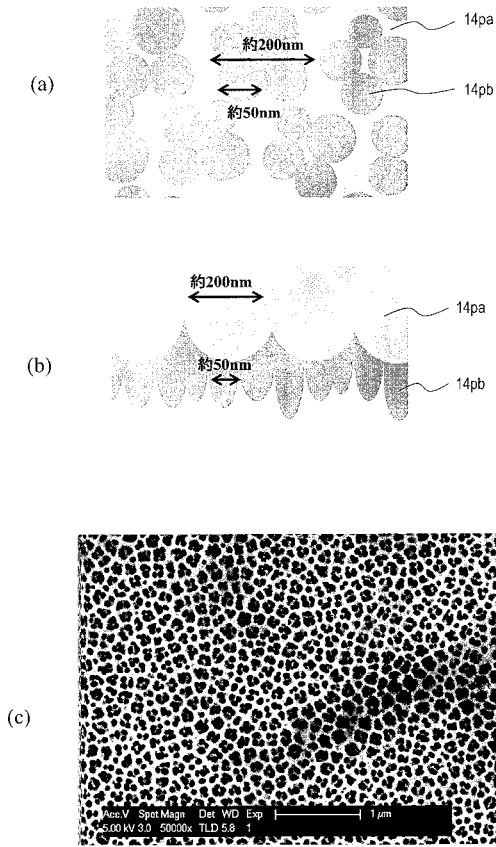 (a)
14pa
約200nm
14pb
約50nm
(b)
約200nm
14pa
約50nm
14pb
(c)
Acc.V Spot Magn Det WD Exp 1 μm
5.00 kV 3.0 50000x TLD 5.8 1